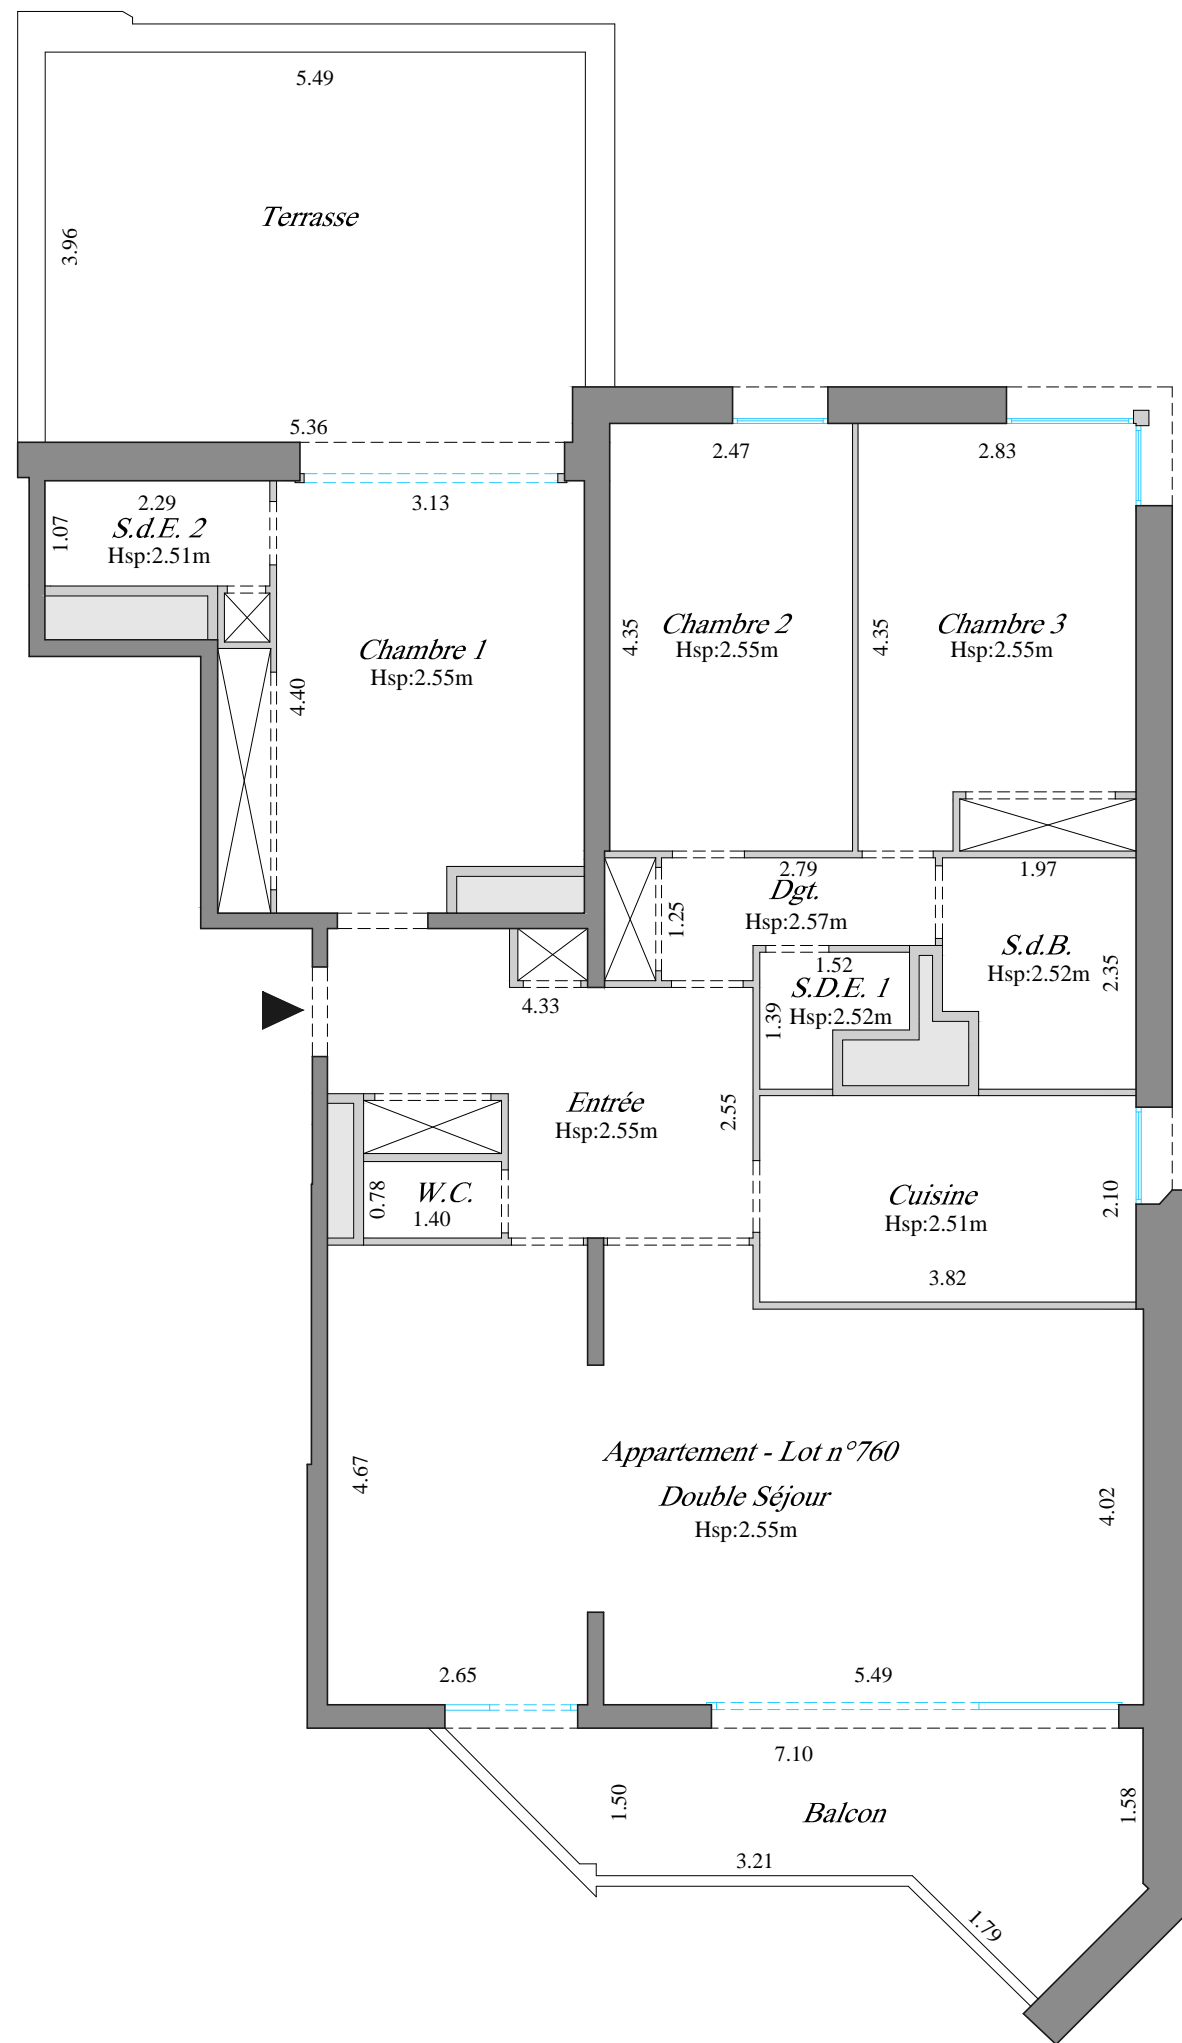 5.49
Terrasse
3.96
5.36
2.29
S.d.E. 2
Hsp:2.51m
1.07
3.13
Chambre 1
Hsp:2.55m
4.40
2.47
Chambre 2
Hsp:2.55m
4.35
2.83
Chambre 3
Hsp:2.55m
4.35
2.79
Dgt.
Hsp:2.57m
1.25
1.97
S.d.B.
Hsp:2.52m
2.35
1.52
S.D.E. 1
Hsp:2.52m
1.39
4.33
Entrée
Hsp:2.55m
2.55
W.C.
0.78
1.40
Cuisine
Hsp:2.51m
2.10
3.82
Appartement - Lot n°760
Double Séjour
Hsp:2.55m
4.67
4.02
2.65
5.49
7.10
1.50
Balcon
1.58
3.21
1.79